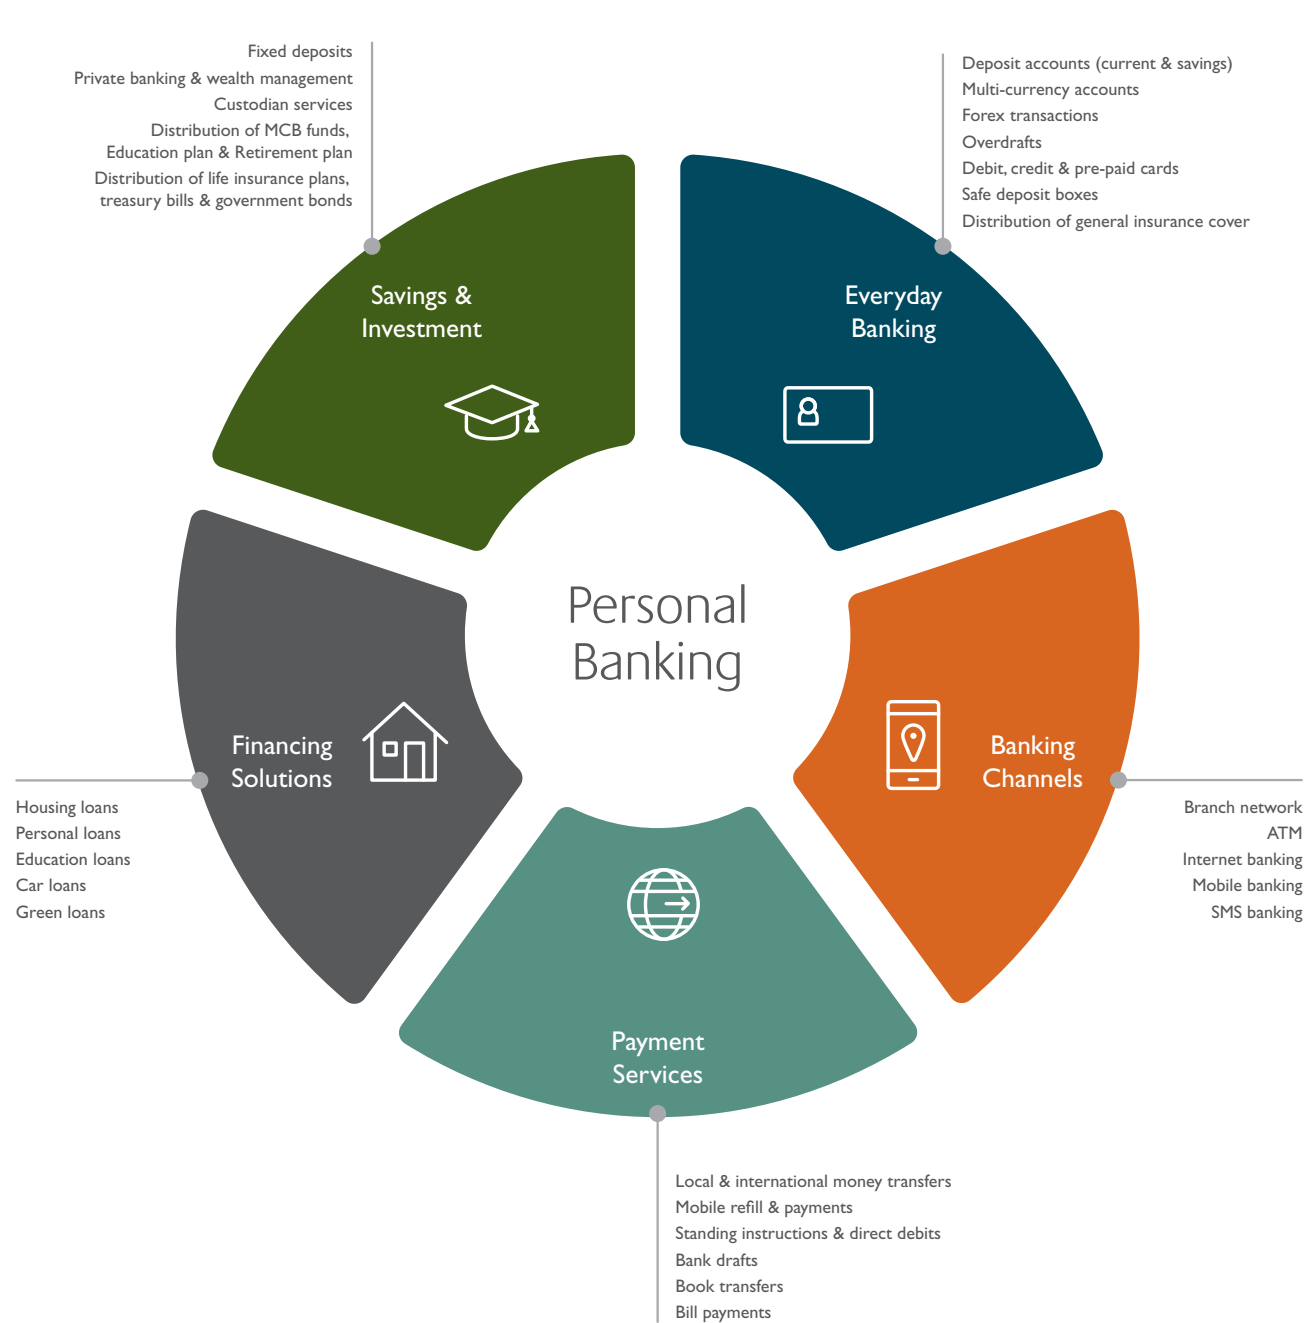 Fixed deposits
Private banking & wealth management
Custodian services
Distribution of MCB funds,
Education plan & Retirement plan
Distribution of life insurance plans,
treasury bills & government bonds
Deposit accounts (current & savings)
Multi-currency accounts
Forex transactions
Overdrafts
Debit, credit & pre-paid cards
Safe deposit boxes
Distribution of general insurance cover
Savings &
Investment
Everyday
Banking
Personal
Banking
Financing
Solutions
Banking
Channels
Housing loans
Personal loans
Education loans
Car loans
Green loans
Branch network
ATM
Internet banking
Mobile banking
SMS banking
Payment
Services
Local & international money transfers
Mobile refill & payments
Standing instructions & direct debits
Bank drafts
Book transfers
Bill payments